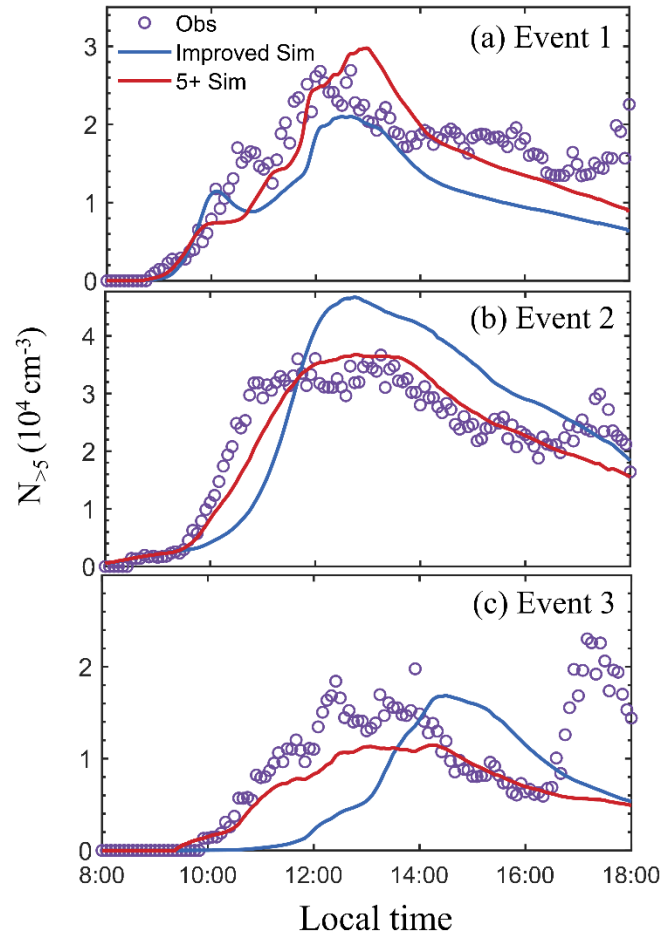 Obs
Improved Sim
5+ Sim
(a) Event 1
3
2
1
0
(b) Event 2
4
3
2
1
0
(c) Event 3
2
1
0
N>5 (10⁴ cm⁻³)
8:00 10:00 12:00 14:00 16:00 18:00
Local time